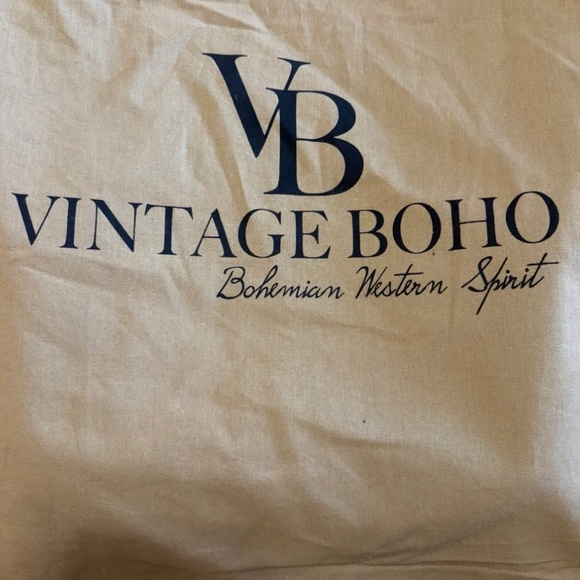 VB
VINTAGE BOHO
Bohemian Western Spirit